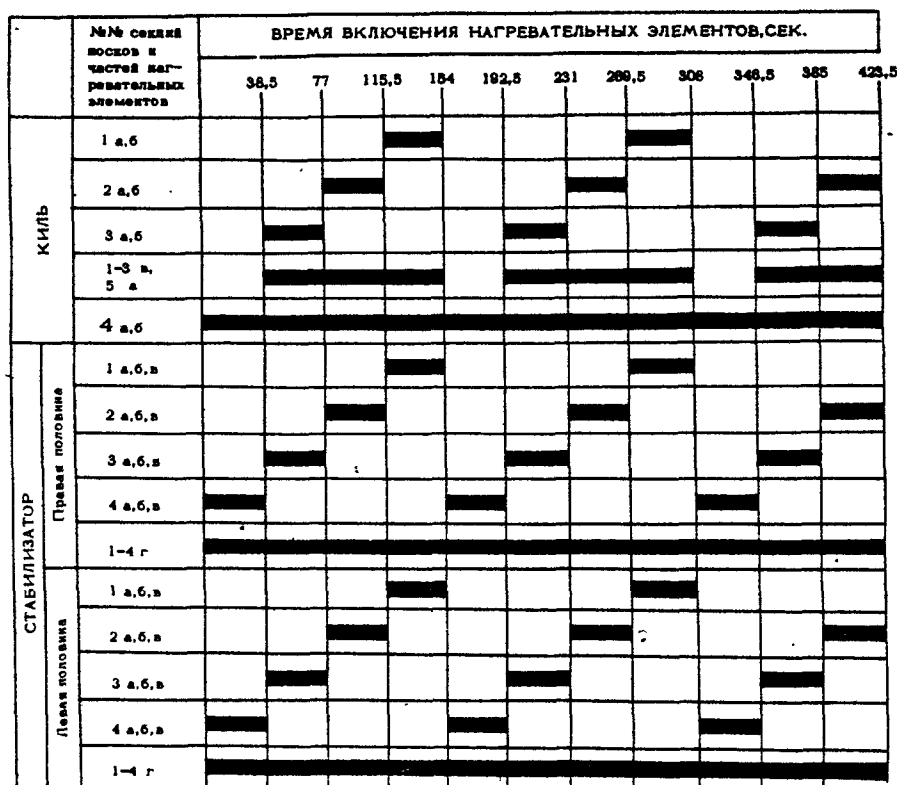 №№ секций
носков и
частей наг-
ревательных
элементов
ВРЕМЯ ВКЛЮЧЕНИЯ НАГРЕВАТЕЛЬНЫХ ЭЛЕМЕНТОВ,СЕК.
38,5 77 115,5 154 192,5 231 269,5 308 346,5 385 423,5
КИЛЬ
1 а,б
2 а,б
3 а,б
1-3 в,
5 а
4 а,б
СТАБИЛИЗАТОР
Правая половина
1 а,б,в
2 а,б,в
3 а,б,в
4 а,б,в
1-4 г
Левая половина
1 а,б,в
2 а,б,в
3 а,б,в
4 а,б,в
1-4 г